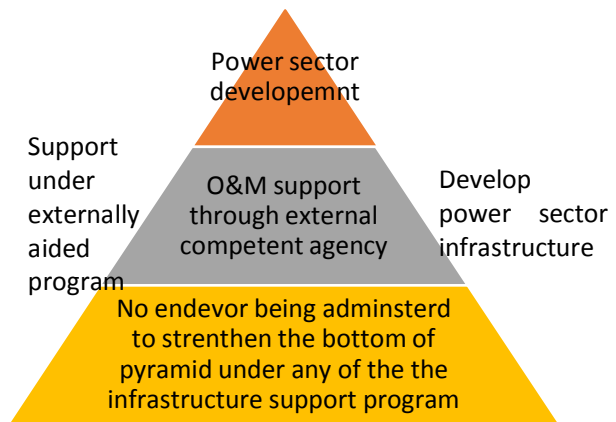 Power sector
developemnt
Support
under
externally
aided
program
O&M support
through external
competent agency
Develop
power sector
infrastructure
No endevor being adminsterd
to strenthen the bottom of
pyramid under any of the the
infrastructure support program